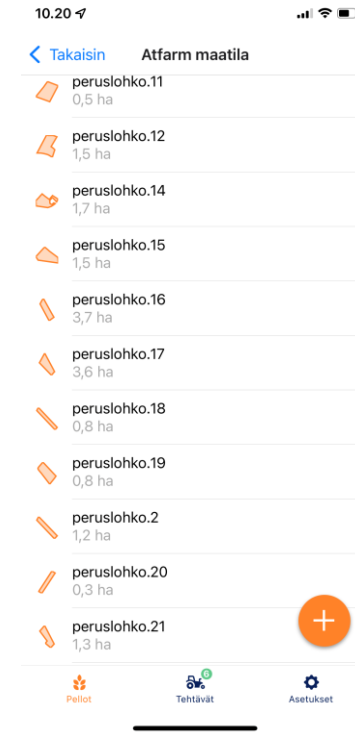 10.20
Takaisin
Atfarm maatila
peruslohko.11
0,5 ha
peruslohko.12
1,5 ha
peruslohko.14
1,7 ha
peruslohko.15
1,5 ha
peruslohko.16
3,7 ha
peruslohko.17
3,6 ha
peruslohko.18
0,8 ha
peruslohko.19
0,8 ha
peruslohko.2
1,2 ha
peruslohko.20
0,3 ha
peruslohko.21
1,3 ha
6
Pellot
Tehtävät
Asetukset